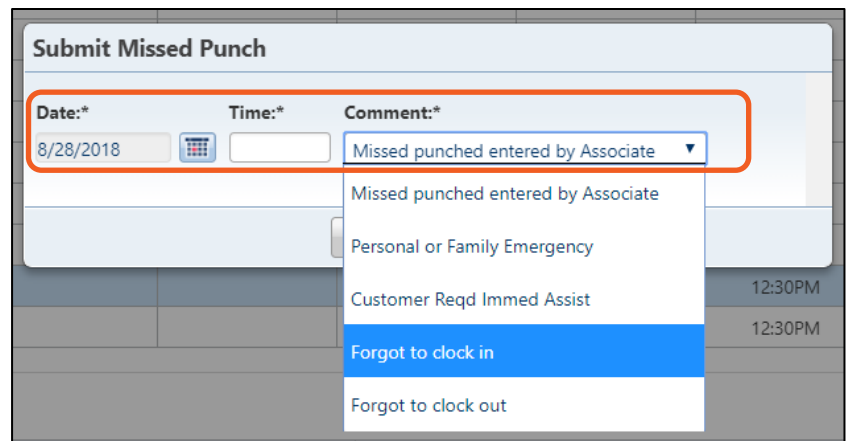 Submit Missed Punch
Date:* Time:* Comment:*
8/28/2018 Missed punched entered by Associate
Missed punched entered by Associate
Personal or Family Emergency
Customer Reqd Immed Assist
12:30PM
Forgot to clock in
12:30PM
Forgot to clock out